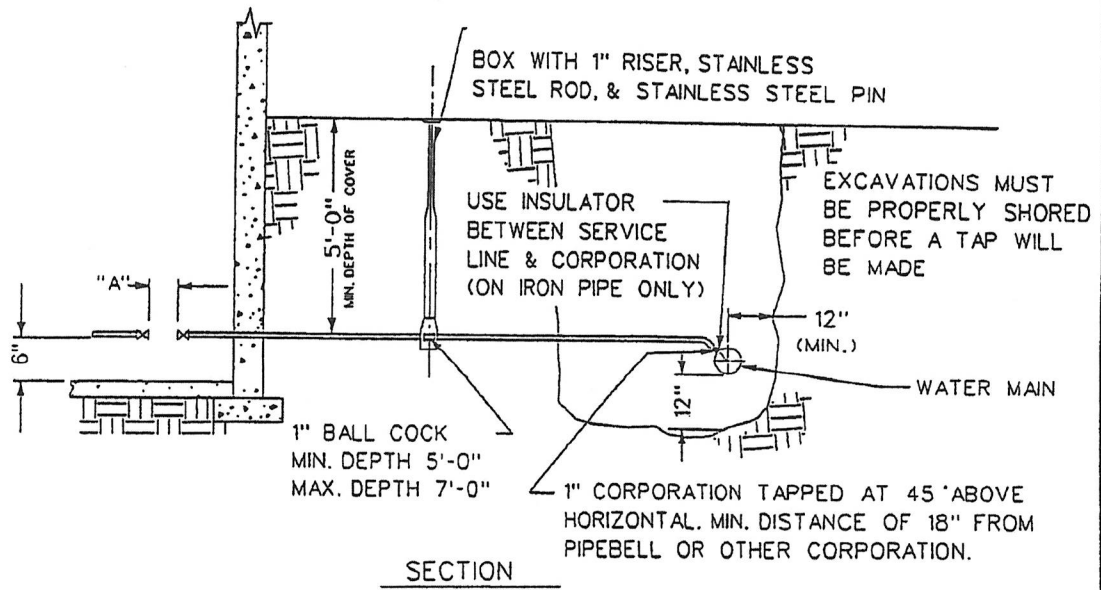 BOX WITH 1" RISER, STAINLESS
STEEL ROD, & STAINLESS STEEL PIN
5'-0"
MIN. DEPTH OF COVER
USE INSULATOR
BETWEEN SERVICE
LINE & CORPORATION
(ON IRON PIPE ONLY)
EXCAVATIONS MUST
BE PROPERLY SHORED
BEFORE A TAP WILL
BE MADE
"A"
6"
12"
(MIN.)
WATER MAIN
12"
1" BALL COCK
MIN. DEPTH 5'-0"
MAX. DEPTH 7'-0"
1" CORPORATION TAPPED AT 45° ABOVE
HORIZONTAL. MIN. DISTANCE OF 18" FROM
PIPEBELL OR OTHER CORPORATION.
SECTION